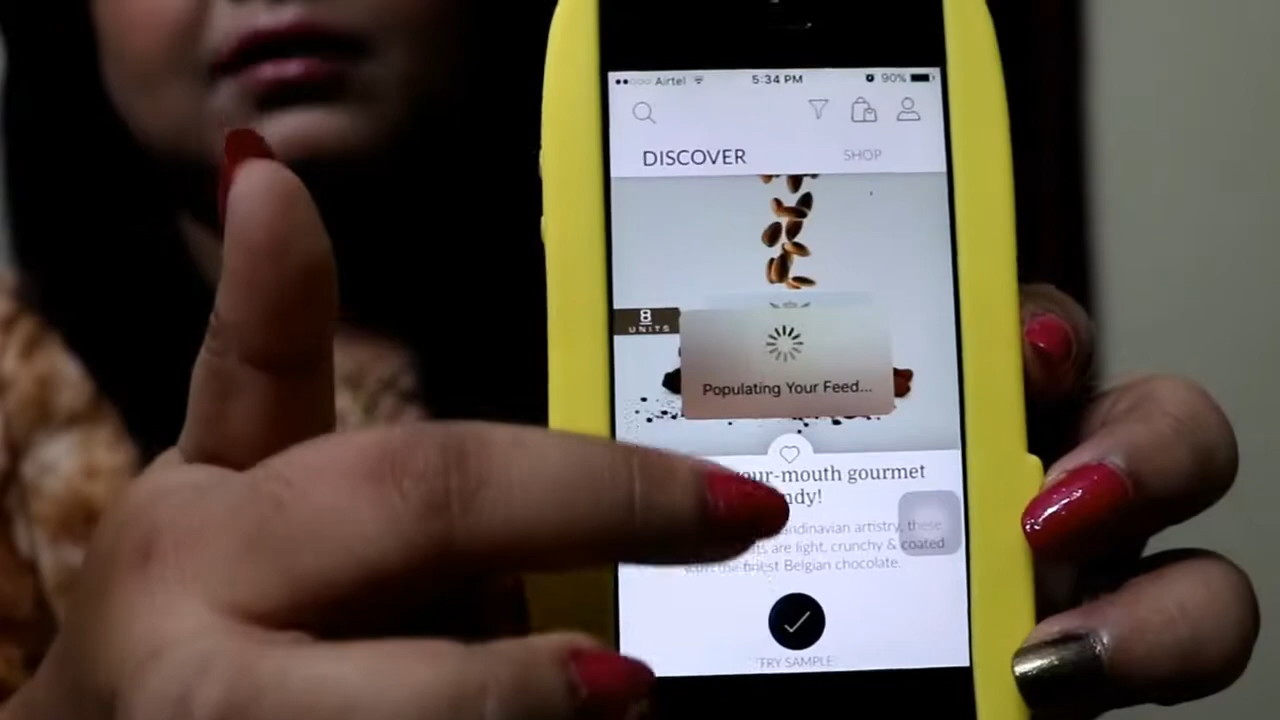 Airtel 5:34 PM 90%
DISCOVER SHOP
8
UNITS
Populating Your Feed...
your-mouth gourmet
ndy!
andinavian artistry, these
are light, crunchy & coated
finest Belgian chocolate.
TRY SAMPLE